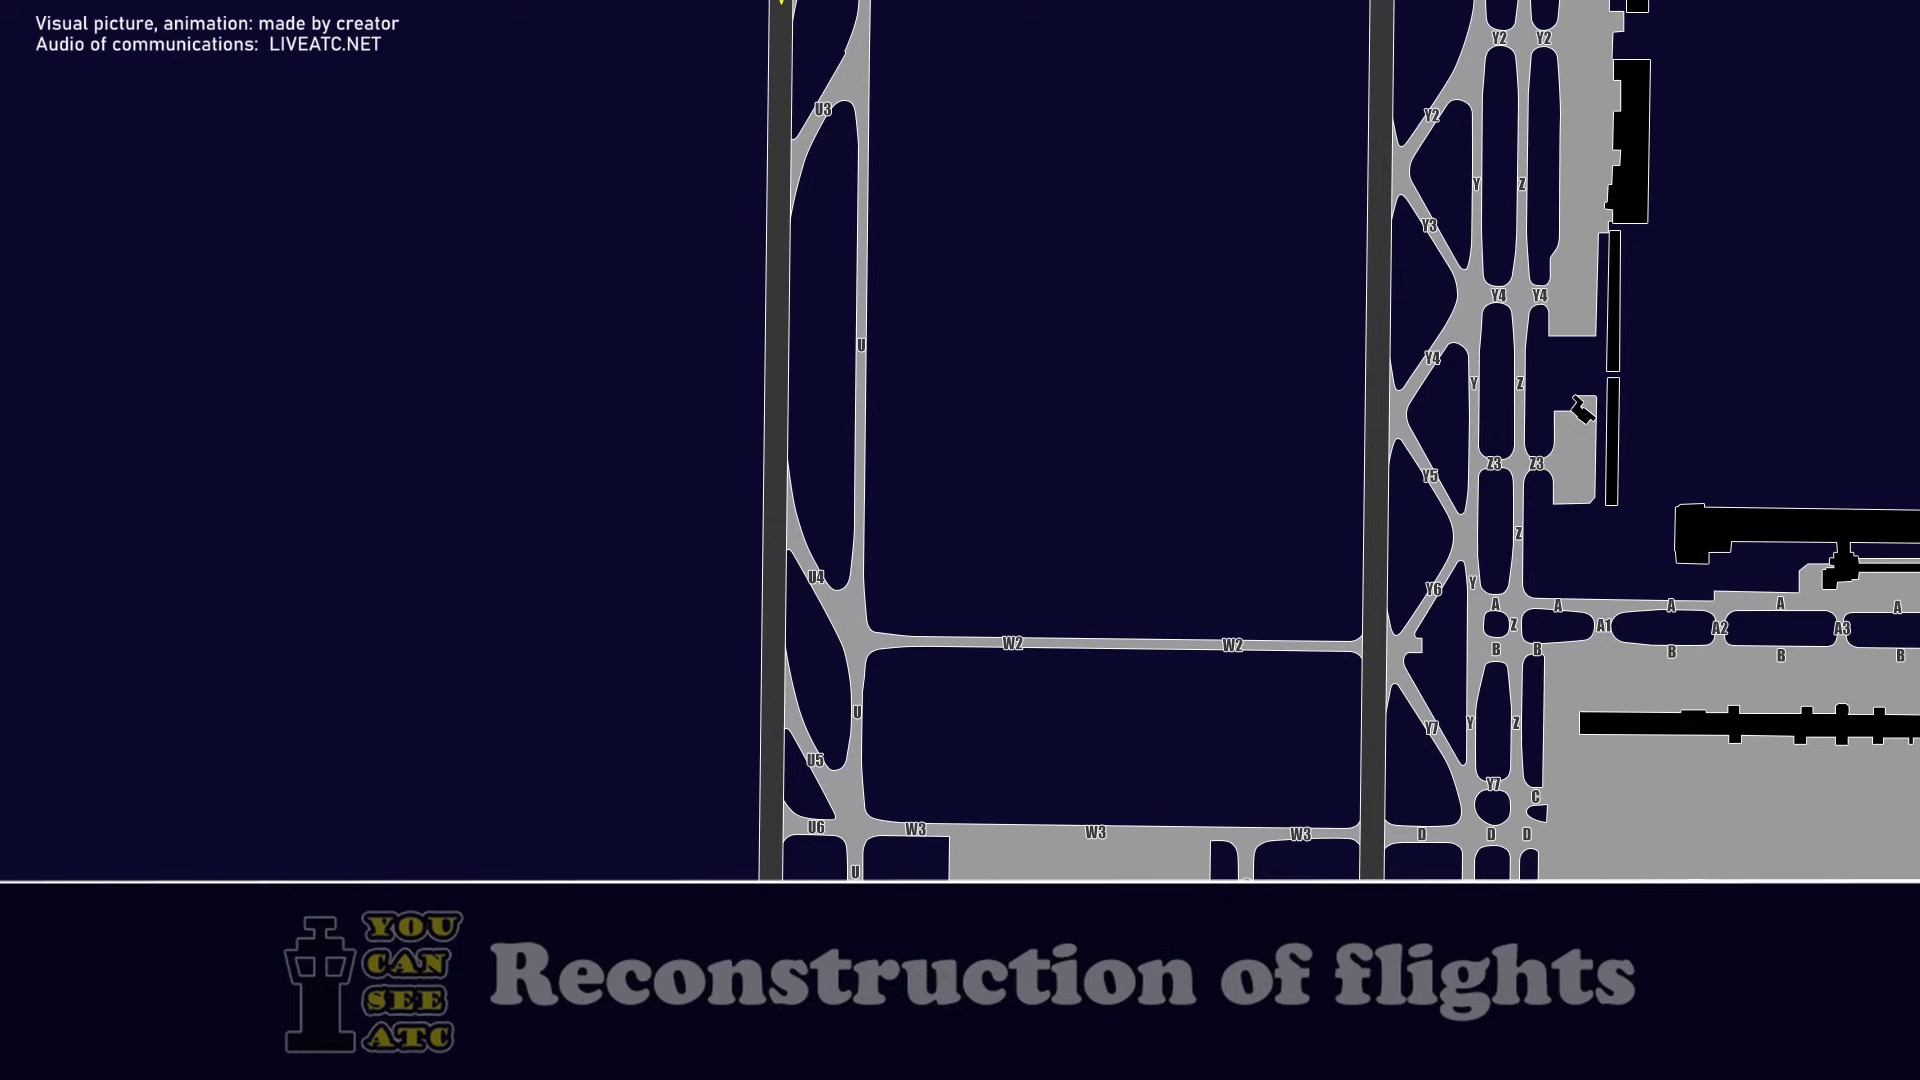 Visual picture, animation: made by creator
Audio of communications: LIVEATC.NET
Y2 Y2
U3 Y2
Y Z
Y3
Y4 Y4
U
Y4
Y Z
Z3 Z3
Y5
Z
U4 Y6 Y
A A A A A
Z A1 A2 A3
W2 W2
B B B B B
U Y7 Y Z
U5
Y7
C
U6 W3 W3 W3 D D D
U
YOU
CAN
SEE
ATC
Reconstruction of flights